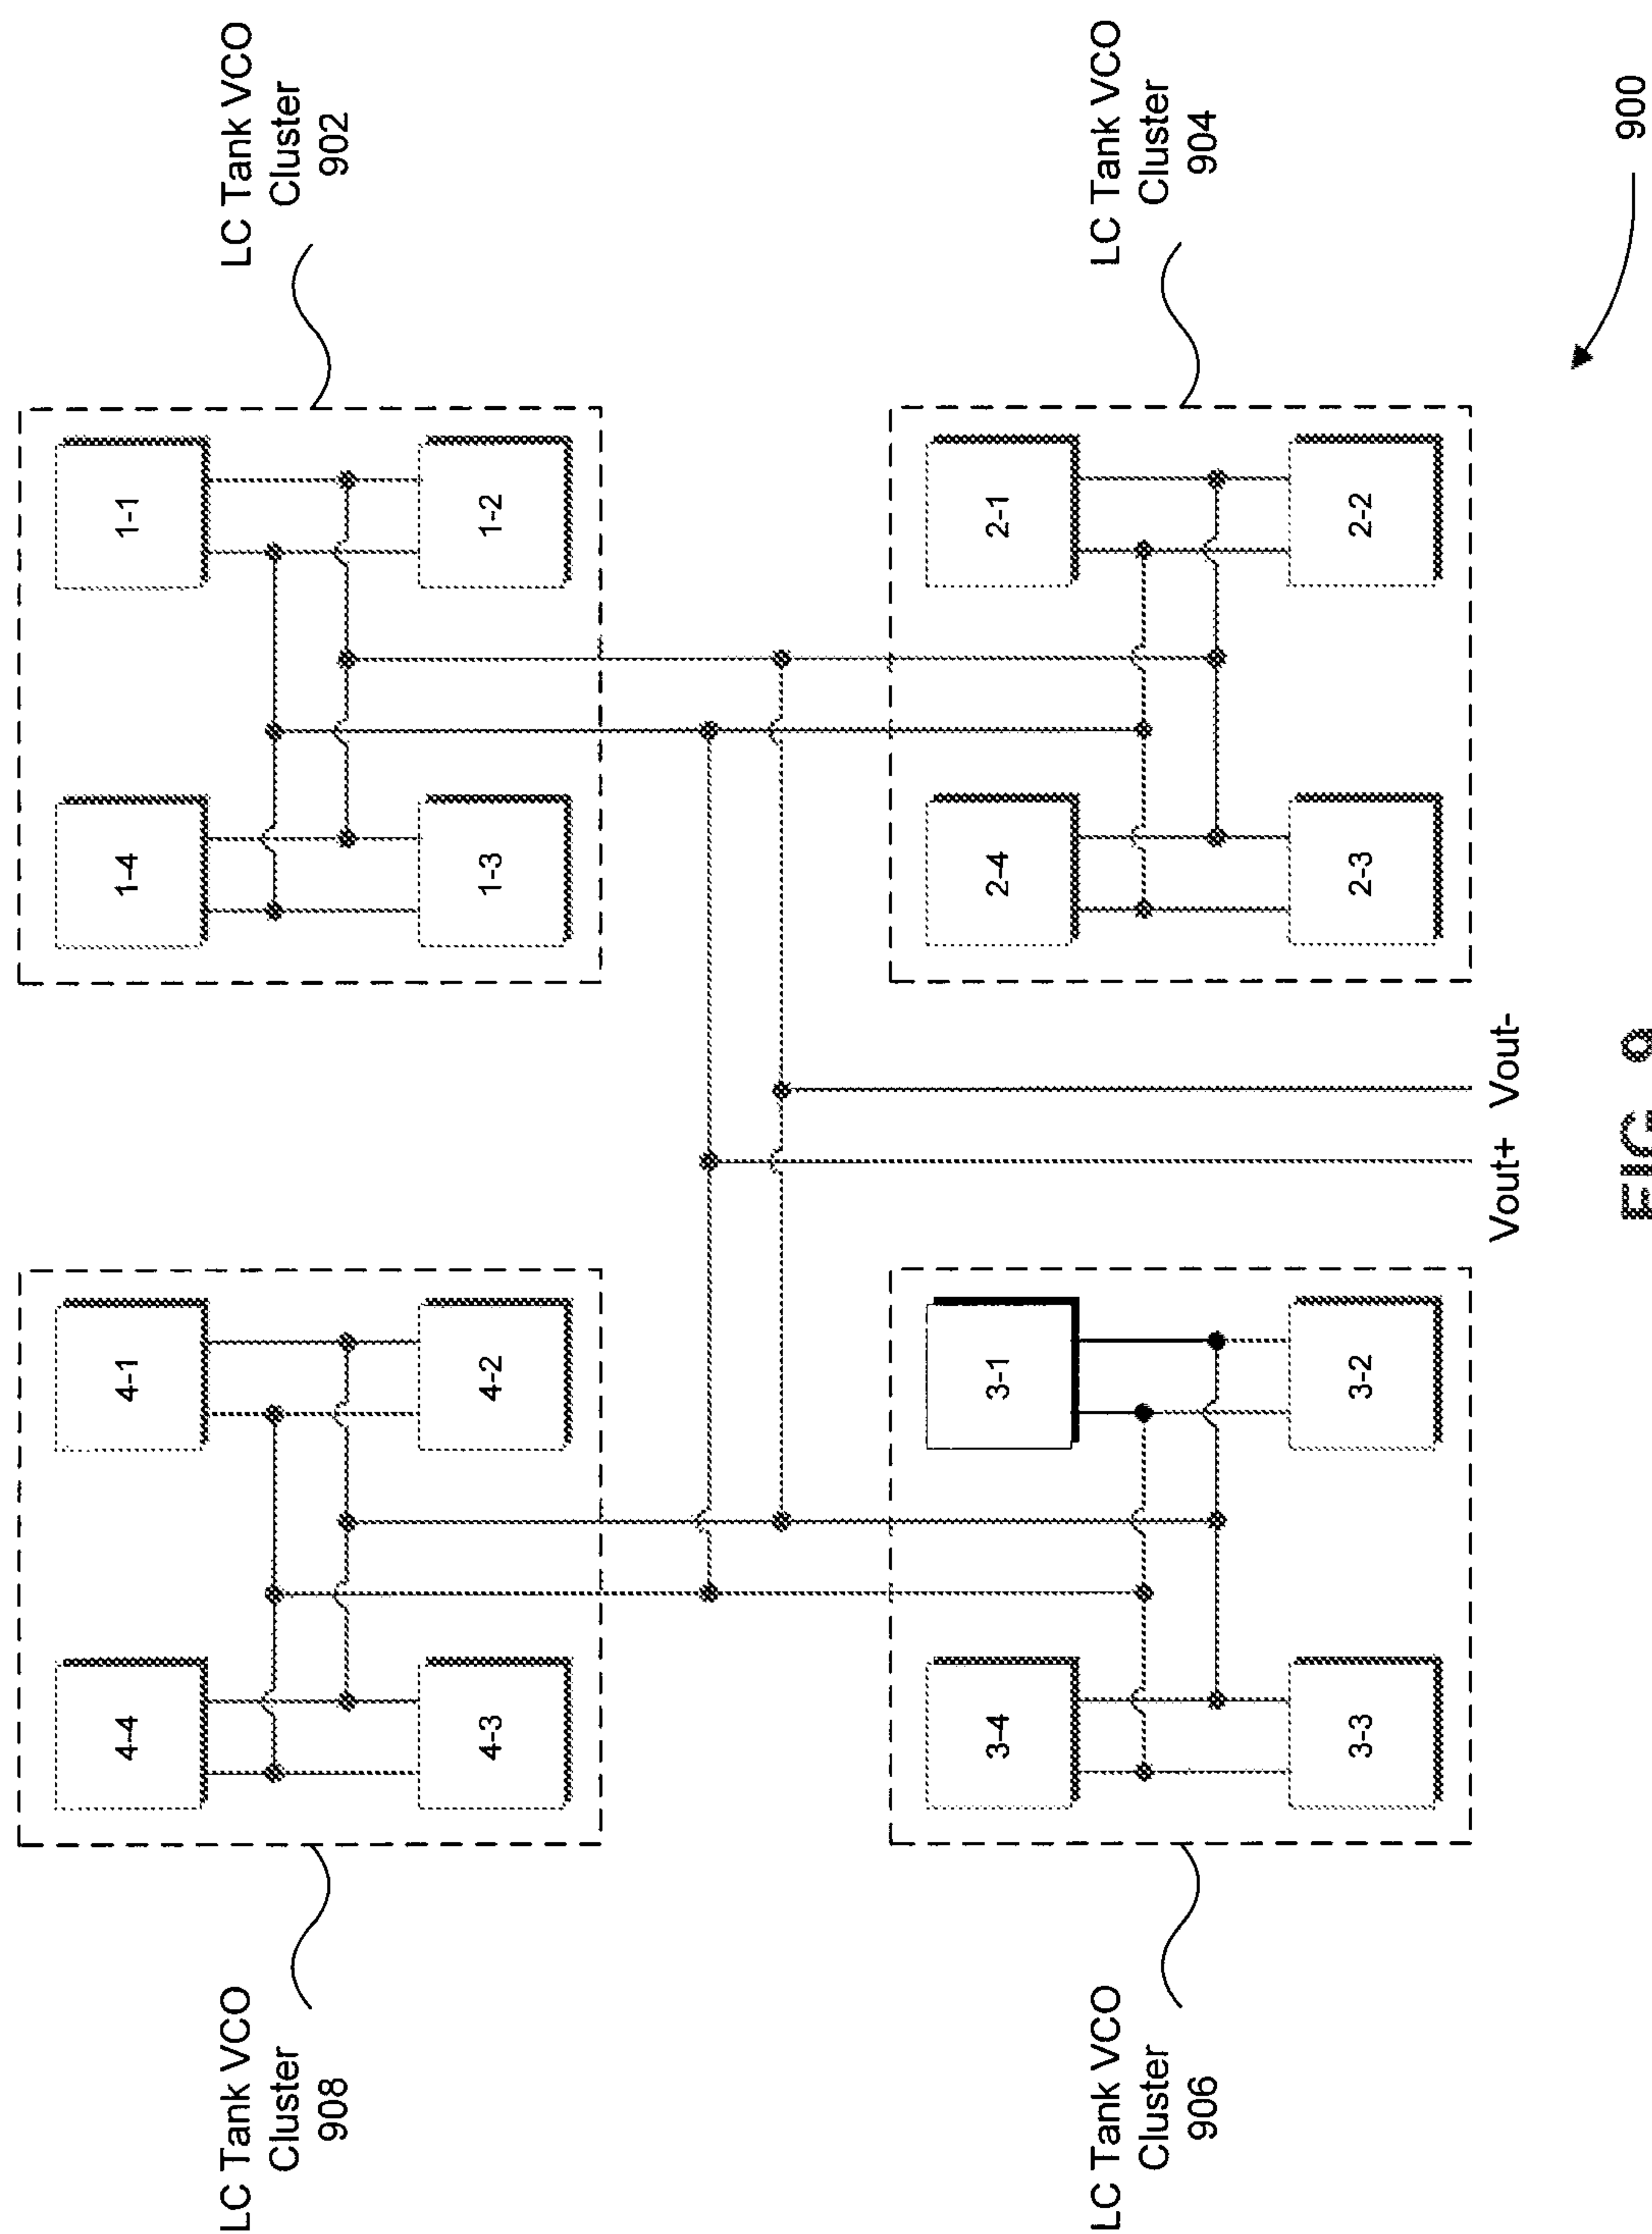 LC Tank VCO
Cluster
908
4-4
4-1
4-3
4-2
1-4
1-1
1-3
1-2
LC Tank VCO
Cluster
902
LC Tank VCO
Cluster
906
3-4
3-1
3-3
3-2
2-4
2-1
2-3
2-2
LC Tank VCO
Cluster
904
Vout+ Vout-
FIG. 9
900